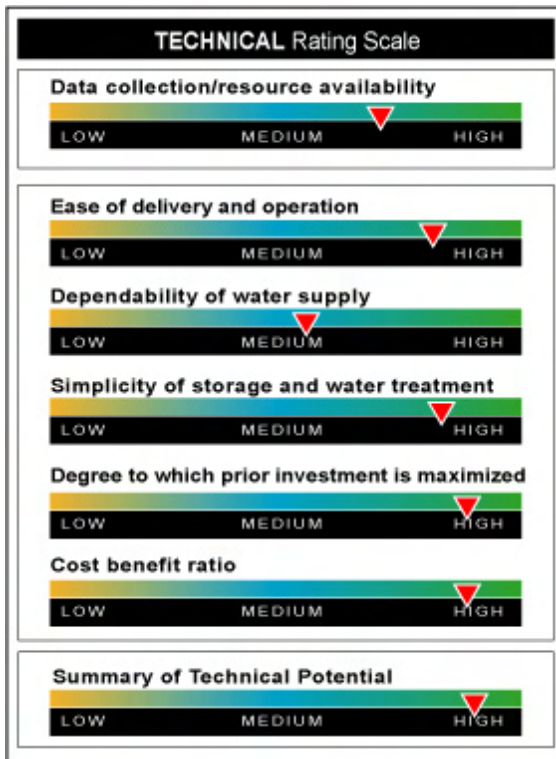 TECHNICAL Rating Scale
Data collection/resource availability
LOW MEDIUM HIGH
Ease of delivery and operation
LOW MEDIUM HIGH
Dependability of water supply
LOW MEDIUM HIGH
Simplicity of storage and water treatment
LOW MEDIUM HIGH
Degree to which prior investment is maximized
LOW MEDIUM HIGH
Cost benefit ratio
LOW MEDIUM HIGH
Summary of Technical Potential
LOW MEDIUM HIGH